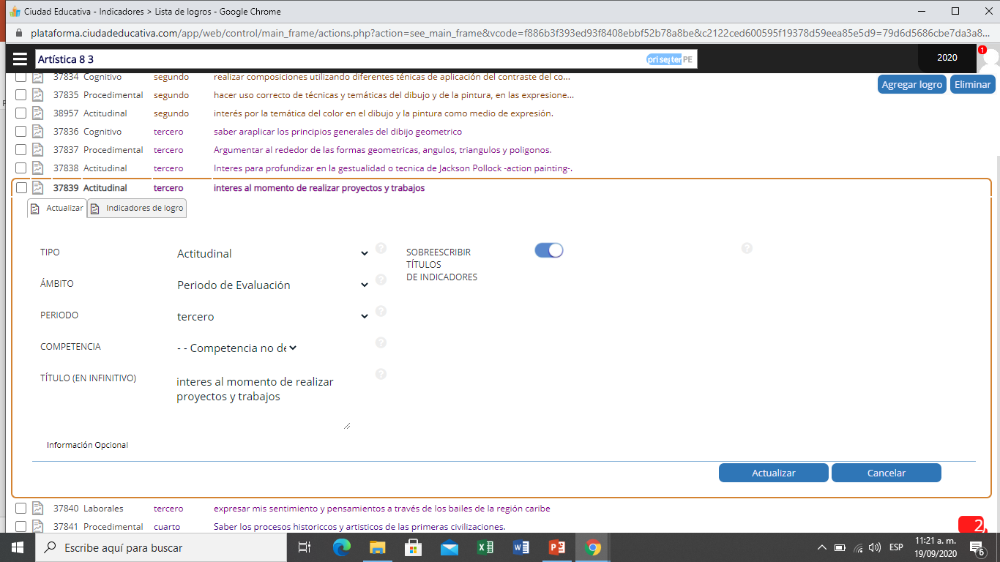 Ciudad Educativa - Indicadores > Lista de logros - Google Chrome
plataforma.ciudadeducativa.com/app/web/control/main_frame/actions.php?action=see_main_frame&vcode=f886b3f393ed93f8408ebbf52b78a8be&c2122ced600595f19378d59eea85e5d9=79d6d5686cbe7da3a8...
Artística 8 3 pri seg ter PE 2020 1
Agregar logro Eliminar
37834 Cognitivo segundo realizar composiciones utilizando diferentes ténicas de aplicación del contraste del co...
37835 Procedimental segundo hacer uso correcto de técnicas y temáticas del dibujo y de la pintura, en las expresione...
38957 Actitudinal segundo interés por la temática del color en el dibujo y la pintura como medio de expresión.
37836 Cognitivo tercero saber araplicar los principios generales del dibijo geometrico
37837 Procedimental tercero Argumentar al rededor de las formas geometricas, angulos, triangulos y poligonos.
37838 Actitudinal tercero Interes para profundizar en la gestualidad o tecnica de Jackson Pollock -action painting-.
37839 Actitudinal tercero interes al momento de realizar proyectos y trabajos
Actualizar Indicadores de logro
TIPO Actitudinal ? SOBREESCRIBIR ?
TÍTULOS
DE INDICADORES
ÁMBITO Periodo de Evaluación ?
PERIODO tercero ?
COMPETENCIA - - Competencia no de ?
TÍTULO (EN INFINITIVO) interes al momento de realizar ?
proyectos y trabajos
Información Opcional
Actualizar Cancelar
37840 Laborales tercero expresar mis sentimiento y pensamientos a través de los bailes de la región caribe
37841 Procedimental cuarto Saber los procesos historiccos y artisticos de las primeras civilizaciones.
2
Escribe aquí para buscar
ESP
11:21 a. m.
19/09/2020
6